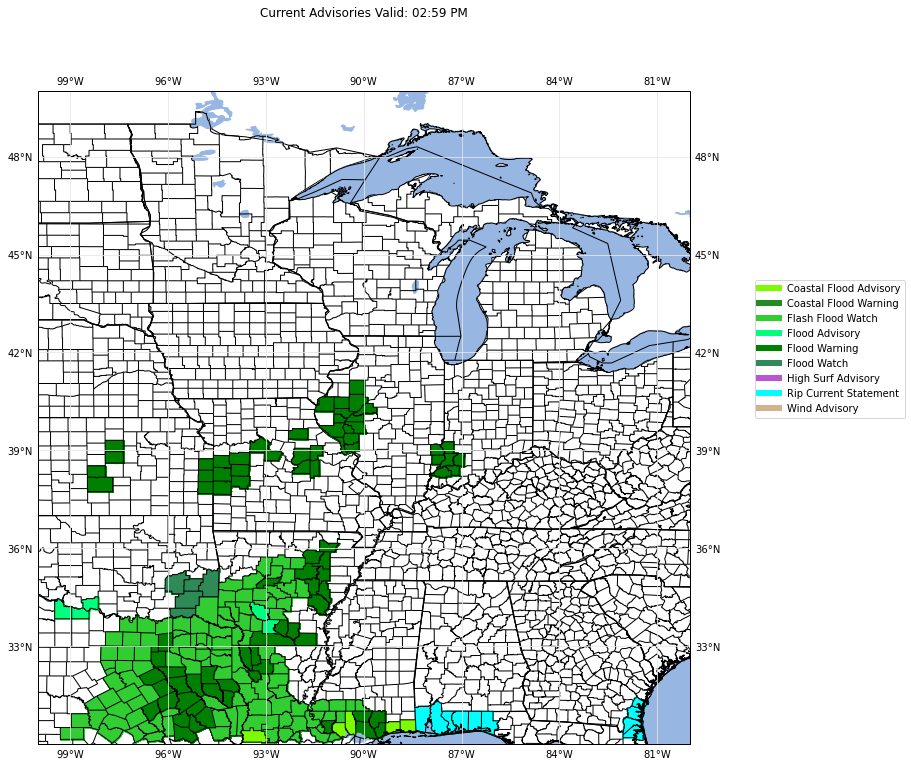 Current Advisories Valid: 02:59 PM
99°W 96°W 93°W 90°W 87°W 84°W 81°W
48°N 48°N
45°N 45°N
42°N 42°N
39°N 39°N
36°N 36°N
33°N 33°N
99°W 96°W 93°W 90°W 87°W 84°W 81°W
Coastal Flood Advisory
Coastal Flood Warning
Flash Flood Watch
Flood Advisory
Flood Warning
Flood Watch
High Surf Advisory
Rip Current Statement
Wind Advisory